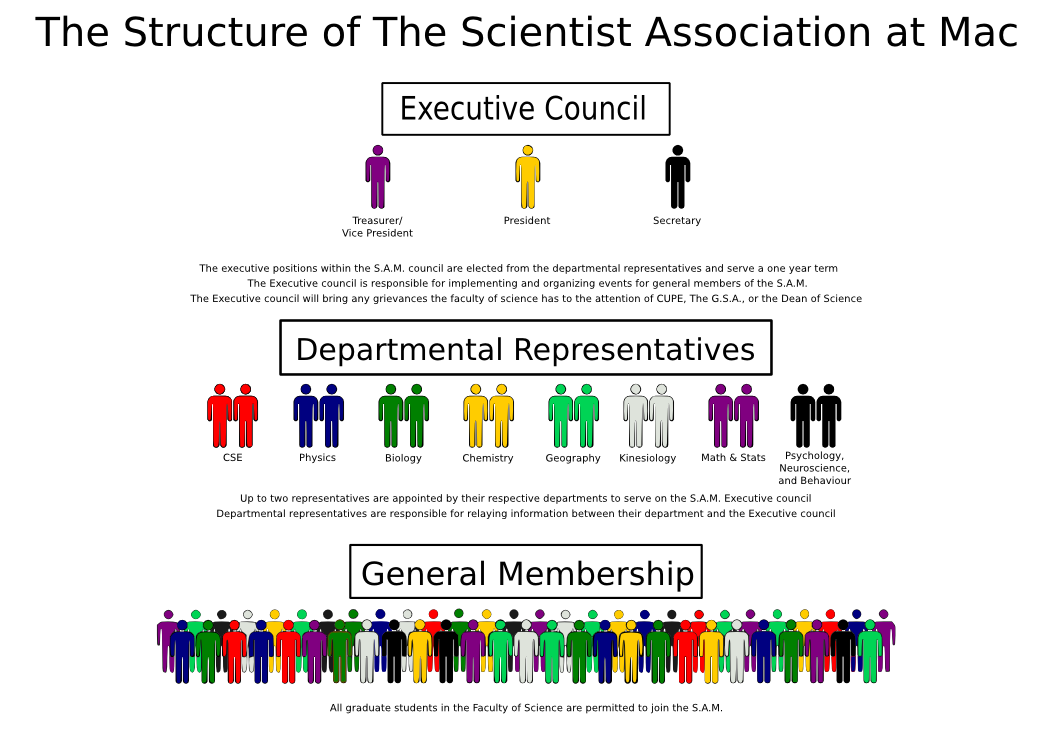 The Structure of The Scientist Association at Mac
Executive Council
Treasurer/
Vice President
President
Secretary
The executive positions within the S.A.M. council are elected from the departmental representatives and serve a one year term
The Executive council is responsible for implementing and organizing events for general members of the S.A.M.
The Executive council will bring any grievances the faculty of science has to the attention of CUPE, The G.S.A., or the Dean of Science
Departmental Representatives
CSE
Physics
Biology
Chemistry
Geography
Kinesiology
Math & Stats
Psychology,
Neuroscience,
and Behaviour
Up to two representatives are appointed by their respective departments to serve on the S.A.M. Executive council
Departmental representatives are responsible for relaying information between their department and the Executive council
General Membership
All graduate students in the Faculty of Science are permitted to join the S.A.M.